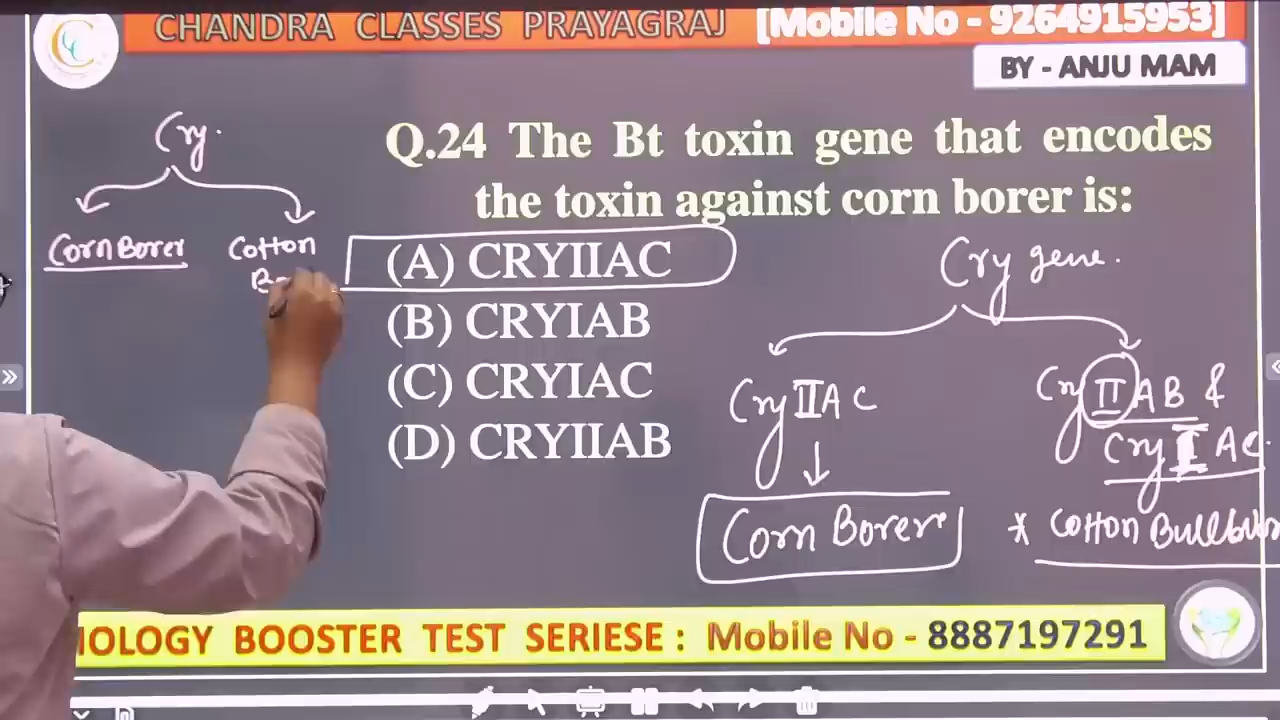 CHANDRA CLASSES PRAYAGRAJ [Mobile No - 9264915953]
BY - ANJU MAM
Q.24 The Bt toxin gene that encodes
the toxin against corn borer is:
(A) CRYIIAC
(B) CRYIAB
(C) CRYIAC
(D) CRYIIAB
Cry.
Corn Borer
Cotton
Cry gene.
Cry II AC
Corn Borer
Cry II AB &
Cry I AC.
* Cotton
IOLOGY BOOSTER TEST SERIESE : Mobile No - 8887197291